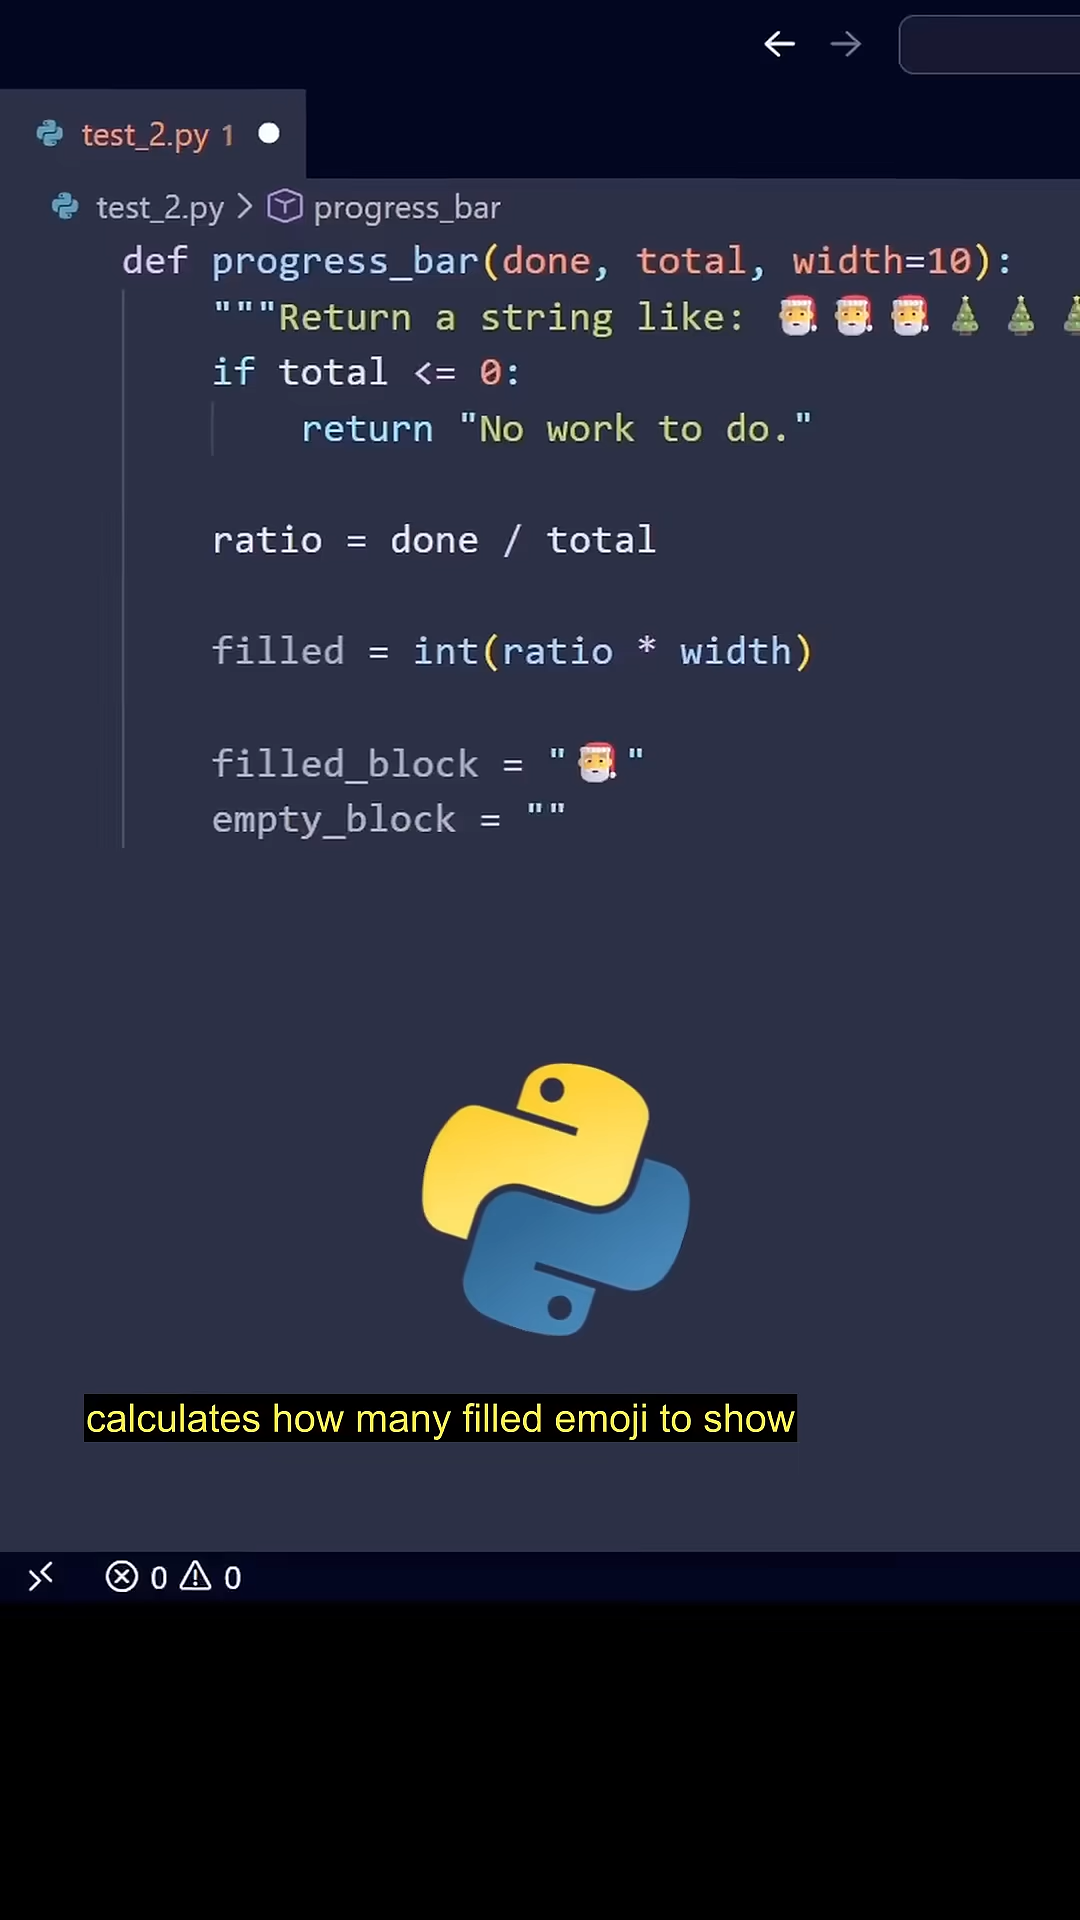 test_2.py 1
test_2.py > progress_bar
def progress_bar(done, total, width=10):
"""Return a string like: 🎅 🎅 🎅 🎄 🎄 🎄
if total <= 0:
return "No work to do."
ratio = done / total
filled = int(ratio * width)
filled_block = "🎅"
empty_block = ""
calculates how many filled emoji to show
0 0